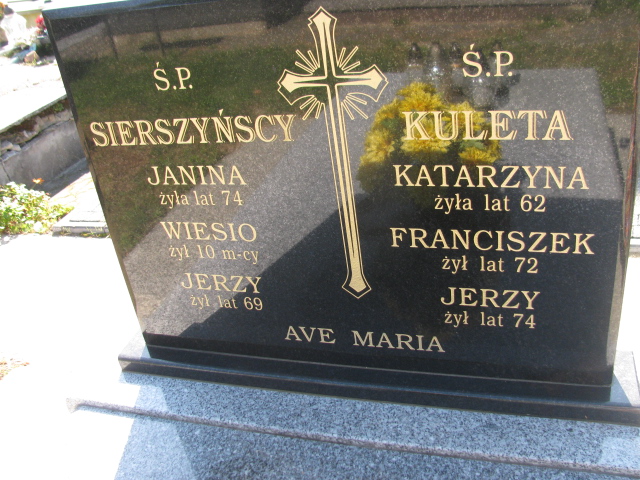 Ś.P.
SIERSZYŃSCY
JANINA
żyła lat 74
WIESIO
żył 10 m-cy
JERZY
żył lat 69
Ś.P.
KULETA
KATARZYNA
żyła lat 62
FRANCISZEK
żył lat 72
JERZY
żył lat 74
AVE MARIA